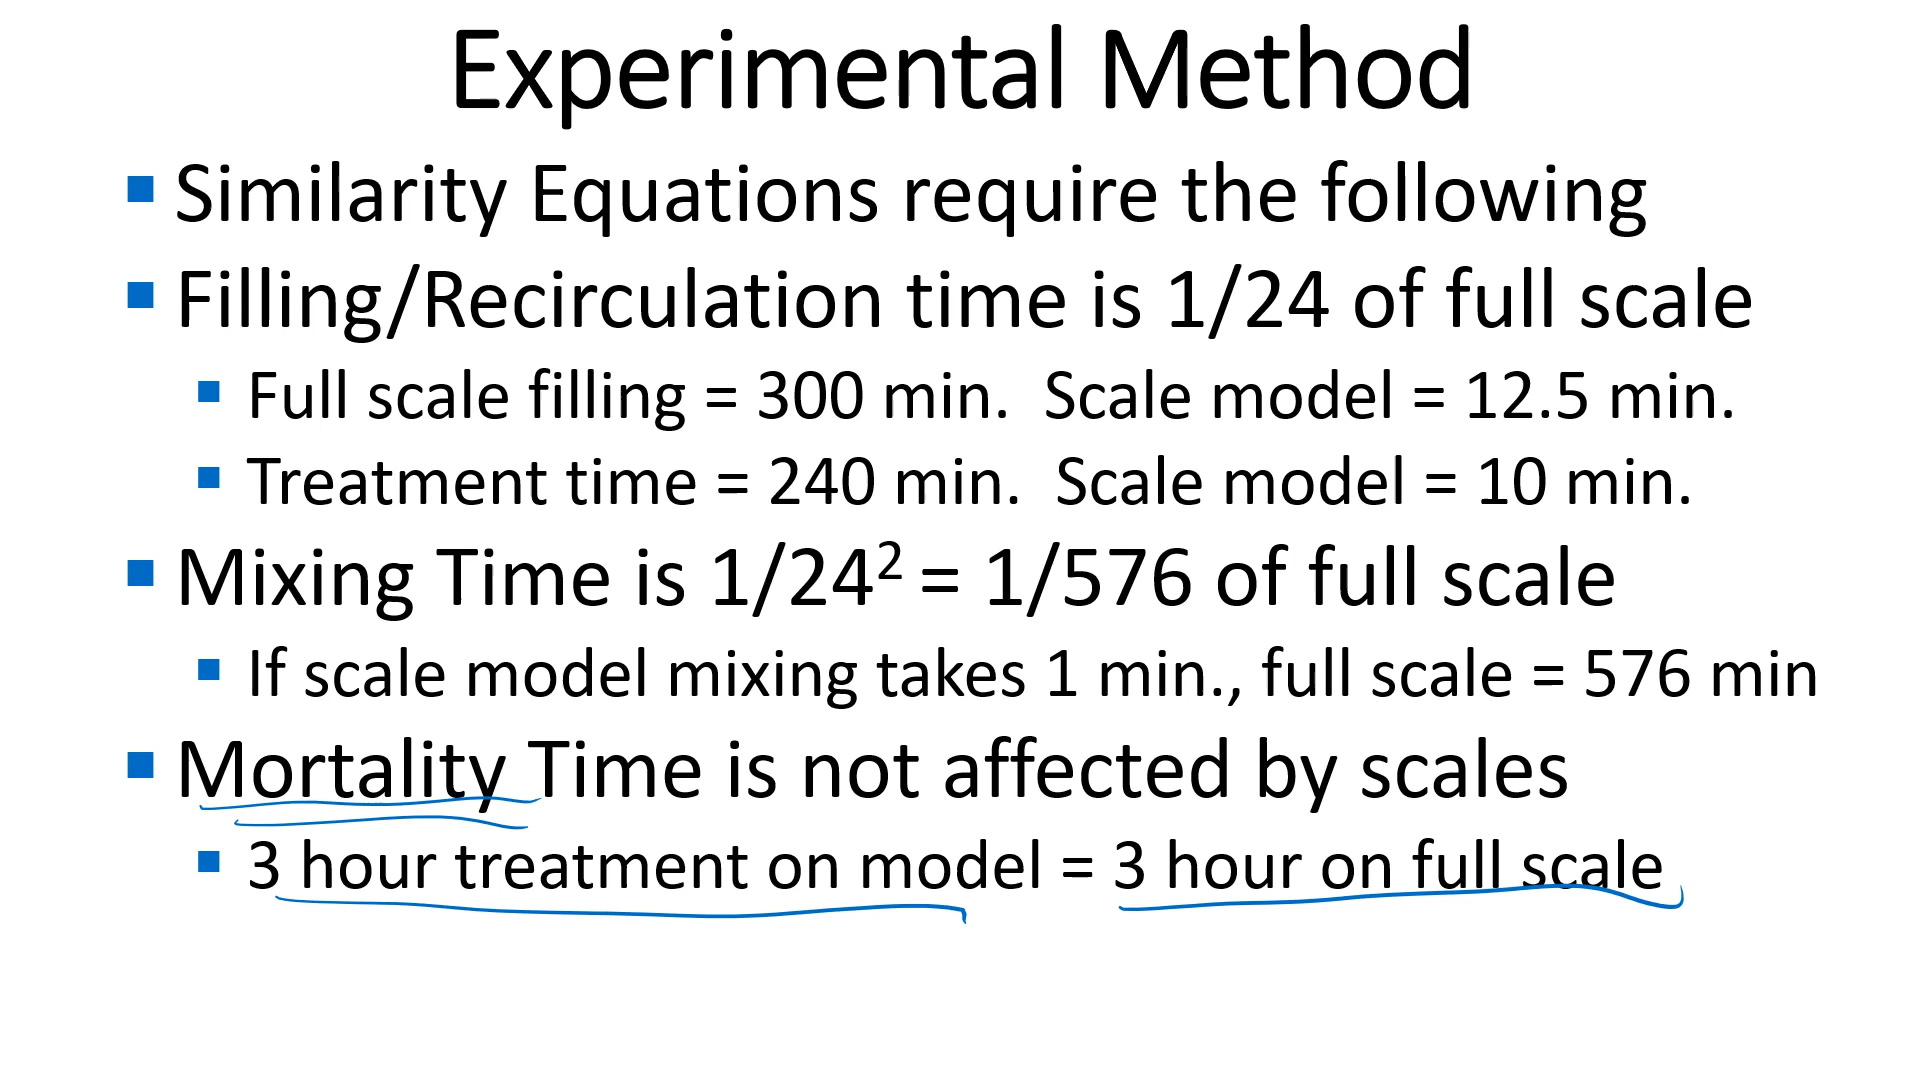 Experimental Method
Similarity Equations require the following
Filling/Recirculation time is 1/24 of full scale
Full scale filling = 300 min.  Scale model = 12.5 min.
Treatment time = 240 min.  Scale model = 10 min.
Mixing Time is 1/24² = 1/576 of full scale
If scale model mixing takes 1 min., full scale = 576 min
Mortality Time is not affected by scales
3 hour treatment on model = 3 hour on full scale